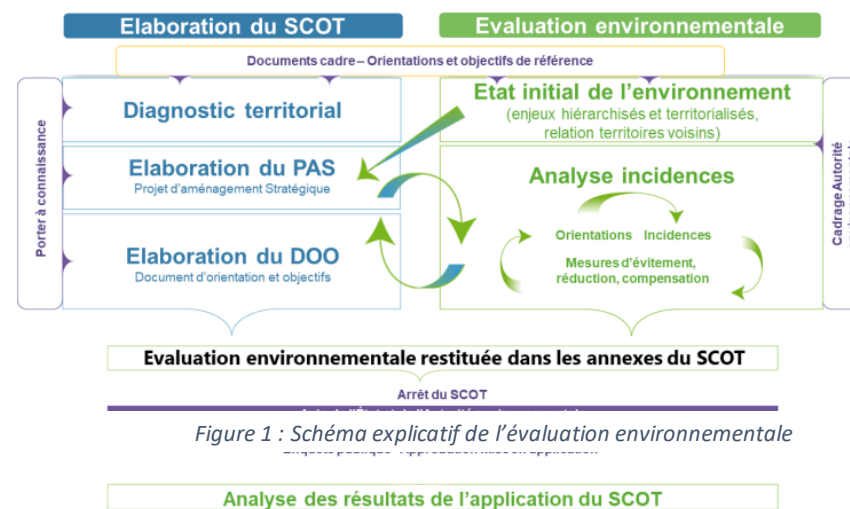 Elaboration du SCOT
Evaluation environnementale
Documents cadre – Orientations et objectifs de référence
Porter à connaissance
Diagnostic territorial
Etat initial de l'environnement
(enjeux hiérarchisés et territorialisés,
relation territoires voisins)
Elaboration du PAS
Projet d'aménagement Stratégique
Elaboration du DOO
Document d'orientation et objectifs
Analyse incidences
Orientations Incidences
Mesures d'évitement,
réduction, compensation
Cadrage Autorité
Evaluation environnementale restituée dans les annexes du SCOT
Arrêt du SCOT
Figure 1 : Schéma explicatif de l'évaluation environnementale
Analyse des résultats de l'application du SCOT